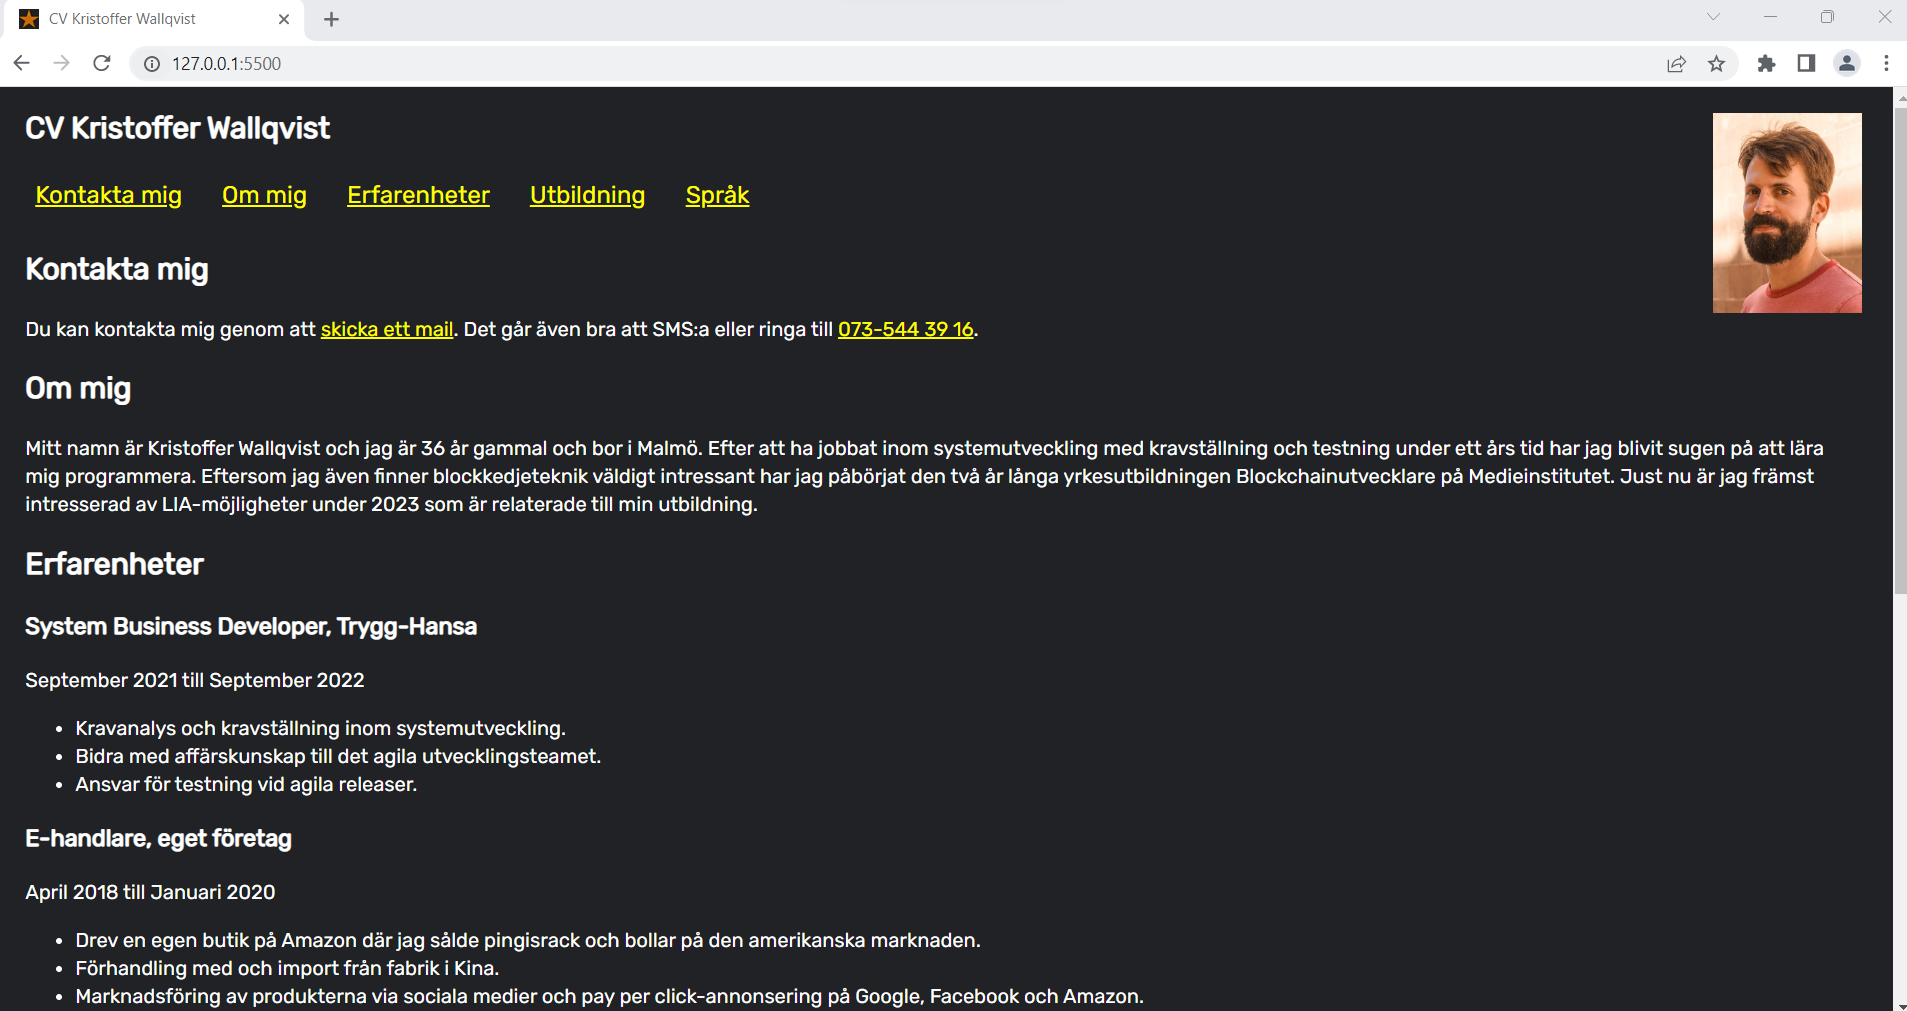 CV Kristoffer Wallqvist
127.0.0.1:5500
CV Kristoffer Wallqvist
Kontakta mig Om mig Erfarenheter Utbildning Språk
Kontakta mig
Du kan kontakta mig genom att skicka ett mail. Det går även bra att SMS:a eller ringa till 073-544 39 16.
Om mig
Mitt namn är Kristoffer Wallqvist och jag är 36 år gammal och bor i Malmö. Efter att ha jobbat inom systemutveckling med kravställning och testning under ett års tid har jag blivit sugen på att lära
mig programmera. Eftersom jag även finner blockkedjeteknik väldigt intressant har jag påbörjat den två år långa yrkesutbildningen Blockchainutvecklare på Medieinstitutet. Just nu är jag främst
intresserad av LIA-möjligheter under 2023 som är relaterade till min utbildning.
Erfarenheter
System Business Developer, Trygg-Hansa
September 2021 till September 2022
• Kravanalys och kravställning inom systemutveckling.
• Bidra med affärskunskap till det agila utvecklingsteamet.
• Ansvar för testning vid agila releaser.
E-handlare, eget företag
April 2018 till Januari 2020
• Drev en egen butik på Amazon där jag sålde pingisrack och bollar på den amerikanska marknaden.
• Förhandling med och import från fabrik i Kina.
• Marknadsföring av produkterna via sociala medier och pay per click-annonsering på Google, Facebook och Amazon.